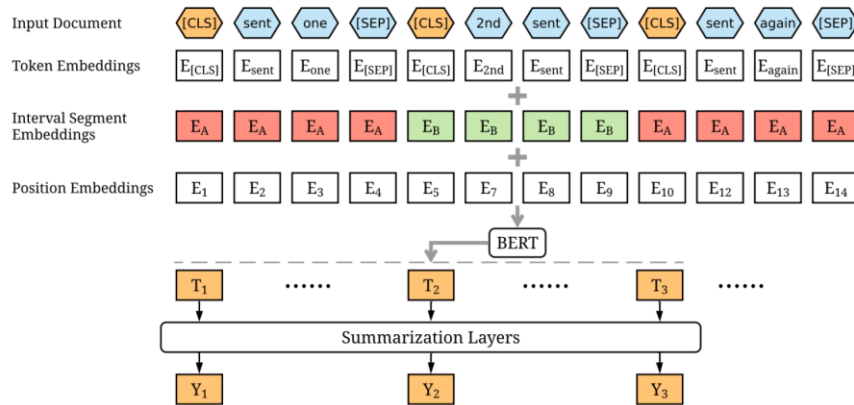 Input Document [CLS] sent one [SEP] [CLS] 2nd sent [SEP] [CLS] sent again [SEP]
Token Embeddings E[CLS] Esent Eone E[SEP] E[CLS] E2nd Esent E[SEP] E[CLS] Esent Eagain E[SEP]
+
Interval Segment
Embeddings EA EA EA EA EB EB EB EB EA EA EA EA
+
Position Embeddings E1 E2 E3 E4 E5 E7 E8 E9 E10 E12 E13 E14
BERT
T1 ...... T2 ...... T3 ......
Summarization Layers
Y1 Y2 Y3